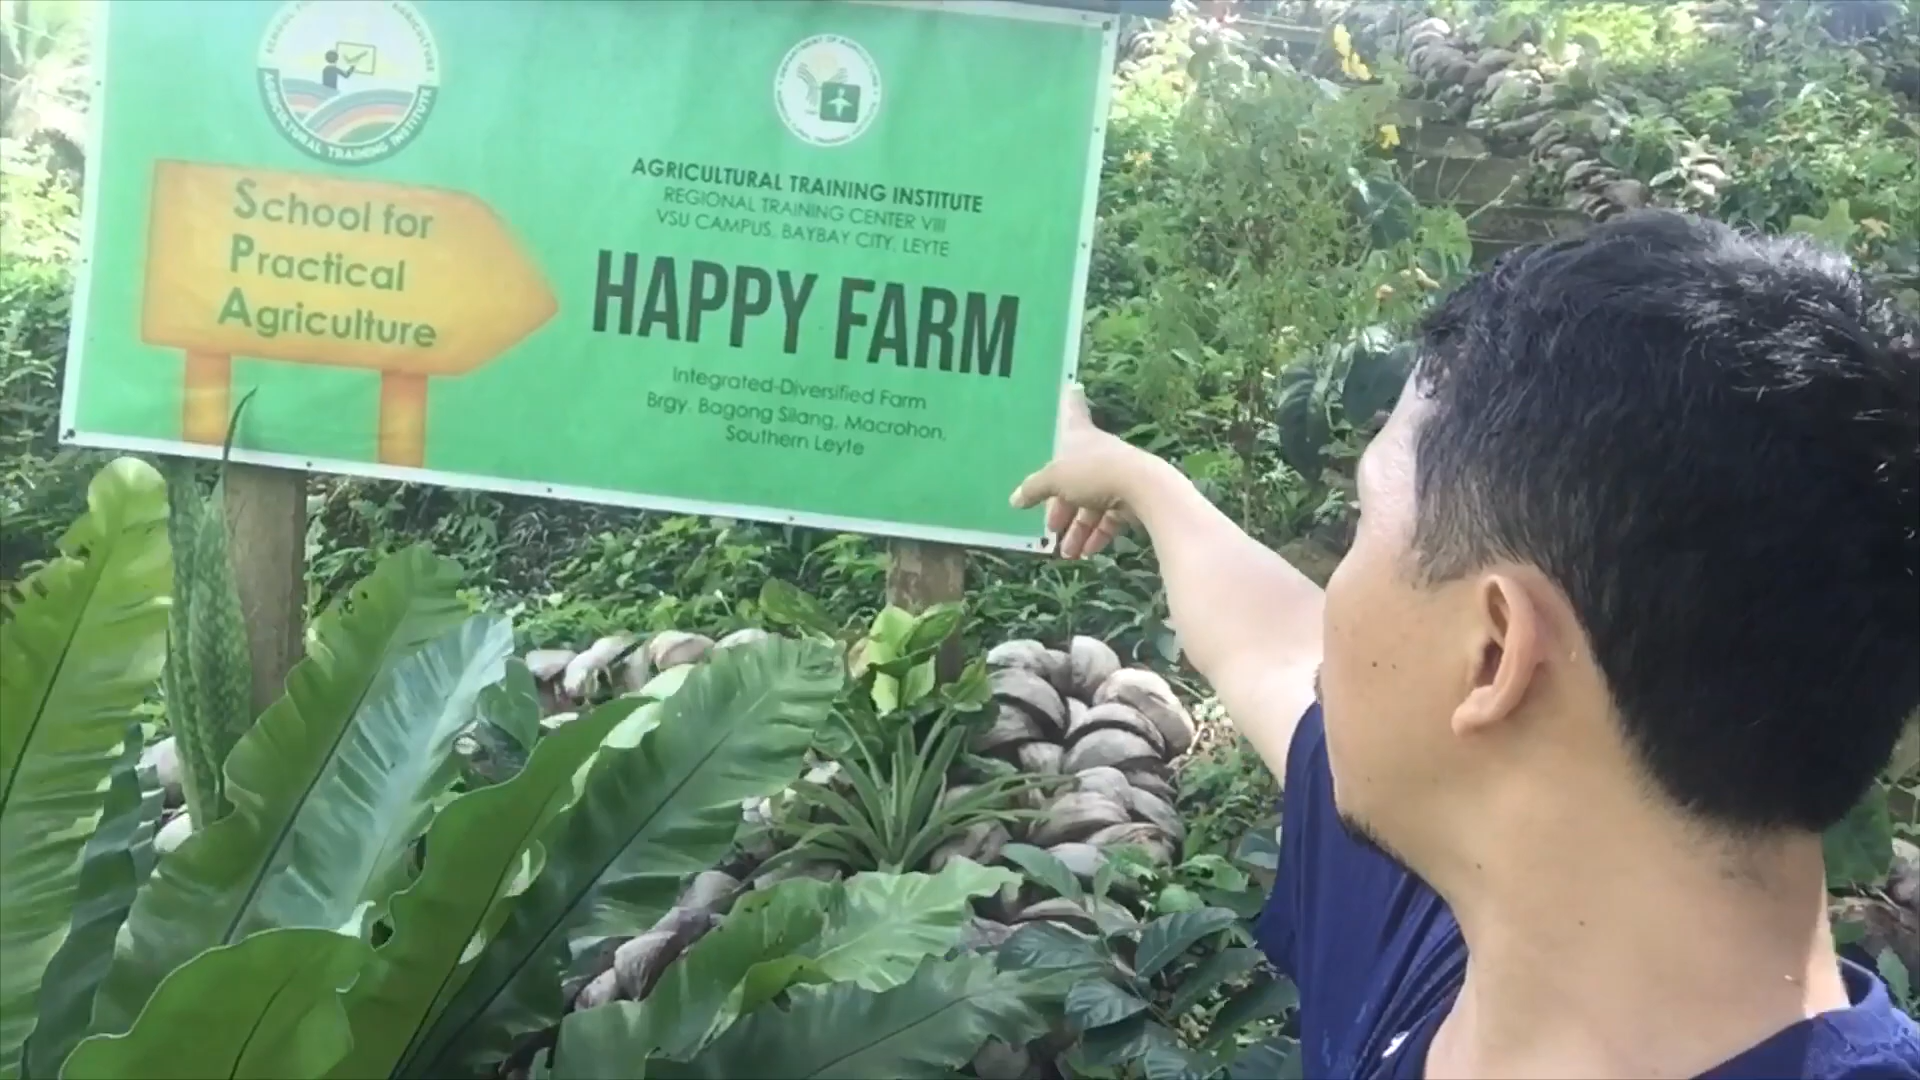 AGRICULTURAL TRAINING INSTITUTE
School for
Practical
Agriculture
AGRICULTURAL TRAINING INSTITUTE
REGIONAL TRAINING CENTER VIII
VSU CAMPUS, BAYBAY CITY, LEYTE
HAPPY FARM
Integrated-Diversified Farm
Brgy. Bagong Silang, Macrohon,
Southern Leyte